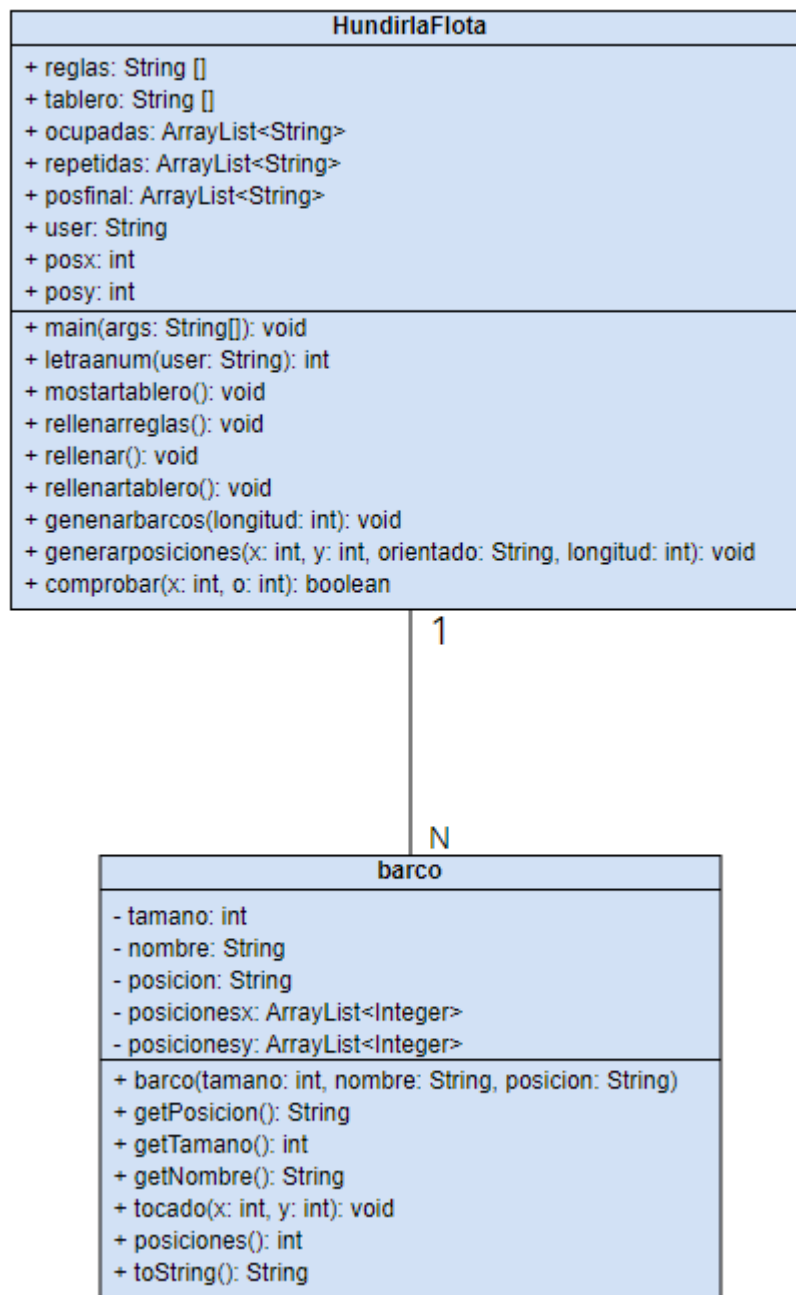 HundirlaFlota
+ reglas: String []
+ tablero: String []
+ ocupadas: ArrayList<String>
+ repetidas: ArrayList<String>
+ posfinal: ArrayList<String>
+ user: String
+ posx: int
+ posy: int
+ main(args: String[]): void
+ letraanum(user: String): int
+ mostartablero(): void
+ rellenarreglas(): void
+ rellenar(): void
+ rellenartablero(): void
+ genenarbarcos(longitud: int): void
+ generarposiciones(x: int, y: int, orientado: String, longitud: int): void
+ comprobar(x: int, o: int): boolean
1
N
barco
- tamano: int
- nombre: String
- posicion: String
- posicionesx: ArrayList<Integer>
- posicionesy: ArrayList<Integer>
+ barco(tamano: int, nombre: String, posicion: String)
+ getPosicion(): String
+ getTamano(): int
+ getNombre(): String
+ tocado(x: int, y: int): void
+ posiciones(): int
+ toString(): String